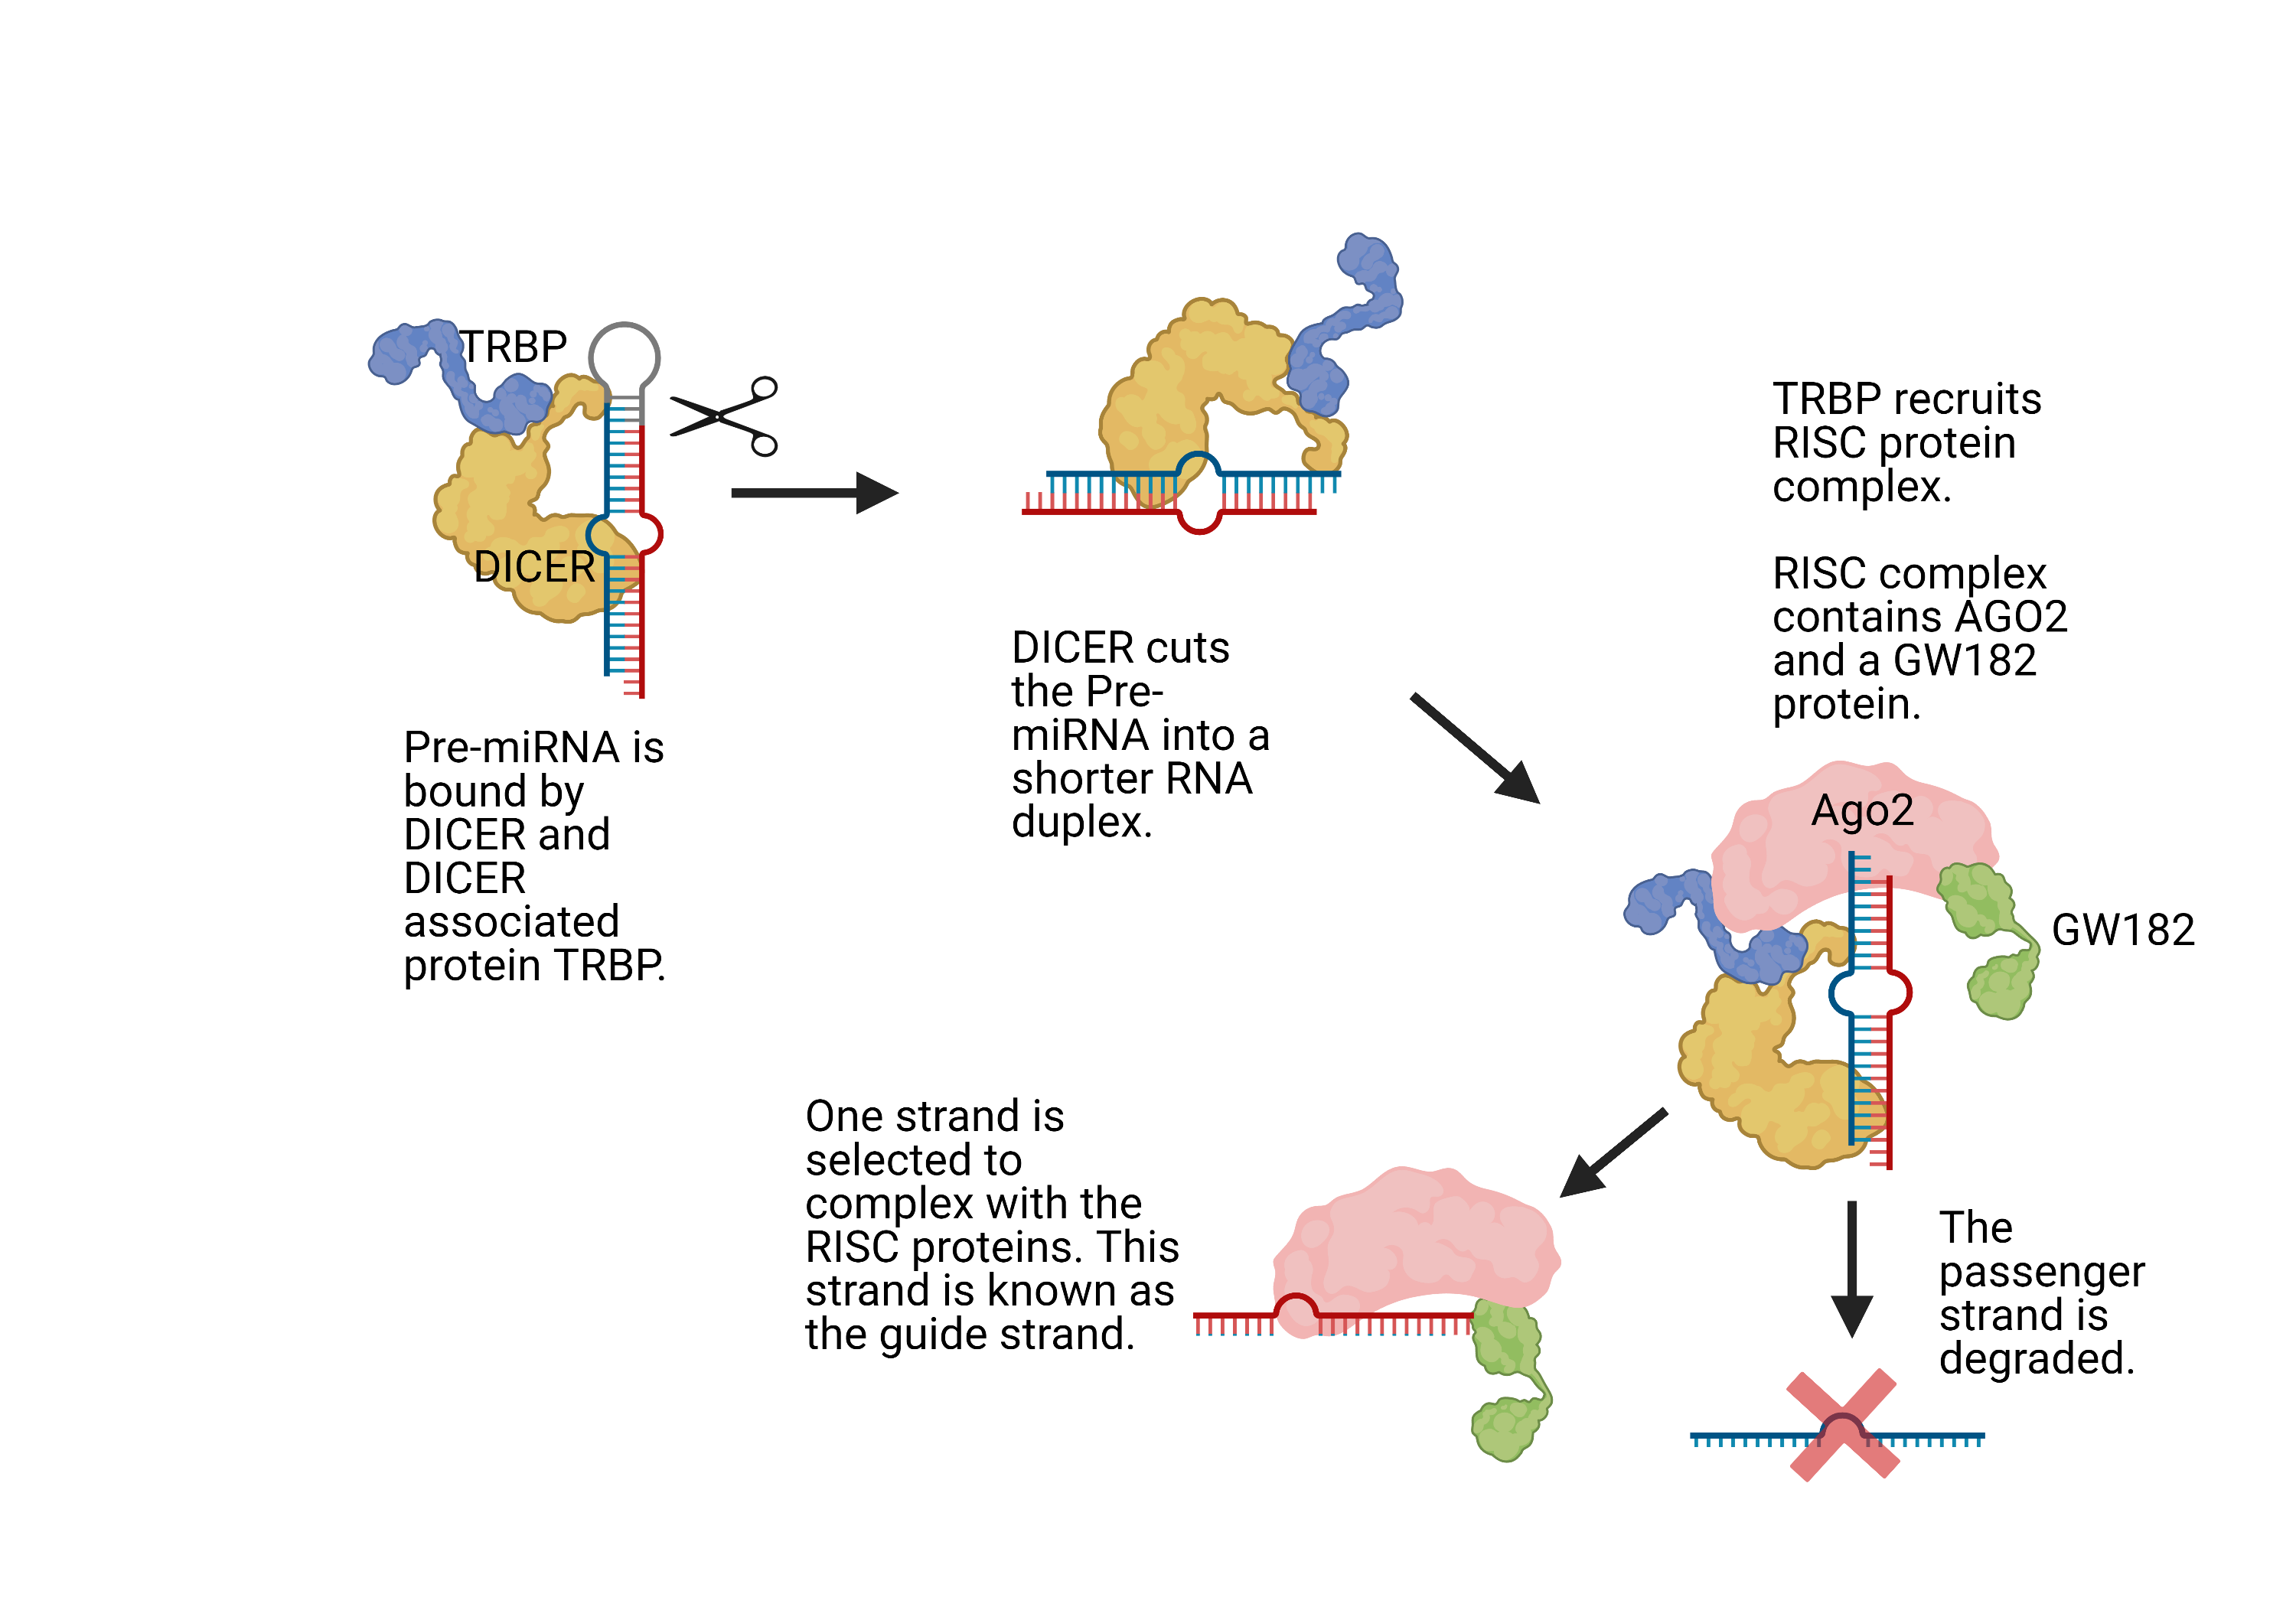 TRBP
DICER
Pre-miRNA is
bound by
DICER and
DICER
associated
protein TRBP.
DICER cuts
the Pre-
miRNA into a
shorter RNA
duplex.
TRBP recruits
RISC protein
complex.
RISC complex
contains AGO2
and a GW182
protein.
Ago2
GW182
One strand is
selected to
complex with the
RISC proteins. This
strand is known as
the guide strand.
The
passenger
strand is
degraded.